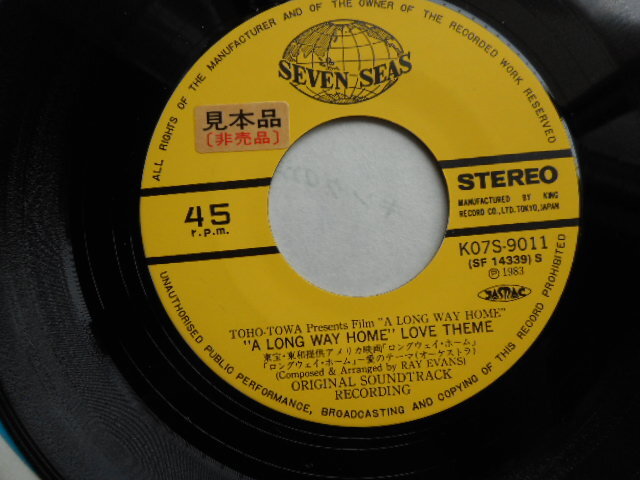 ALL RIGHTS OF THE MANUFACTURER AND OF THE OWNER OF THE RECORDED WORK RESERVED
SEVEN SEAS
見本品
〔非売品〕
45
r.p.m.
STEREO
MANUFACTURED BY KING
RECORD CO., LTD. TOKYO, JAPAN
K07S-9011
(SF 14339) S
Ⓟ 1983
JASRAC
TOHO-TOWA Presents Film "A LONG WAY HOME"
"A LONG WAY HOME" LOVE THEME
東宝・東和提供アメリカ映画「ロングウェイ・ホーム」
「ロングウェイ・ホーム」―愛のテーマ(オーケストラ)
(Composed & Arranged by RAY EVANS)
ORIGINAL SOUNDTRACK
RECORDING
UNAUTHORISED PUBLIC PERFORMANCE, BROADCASTING AND COPYING OF THIS RECORD PROHIBITED